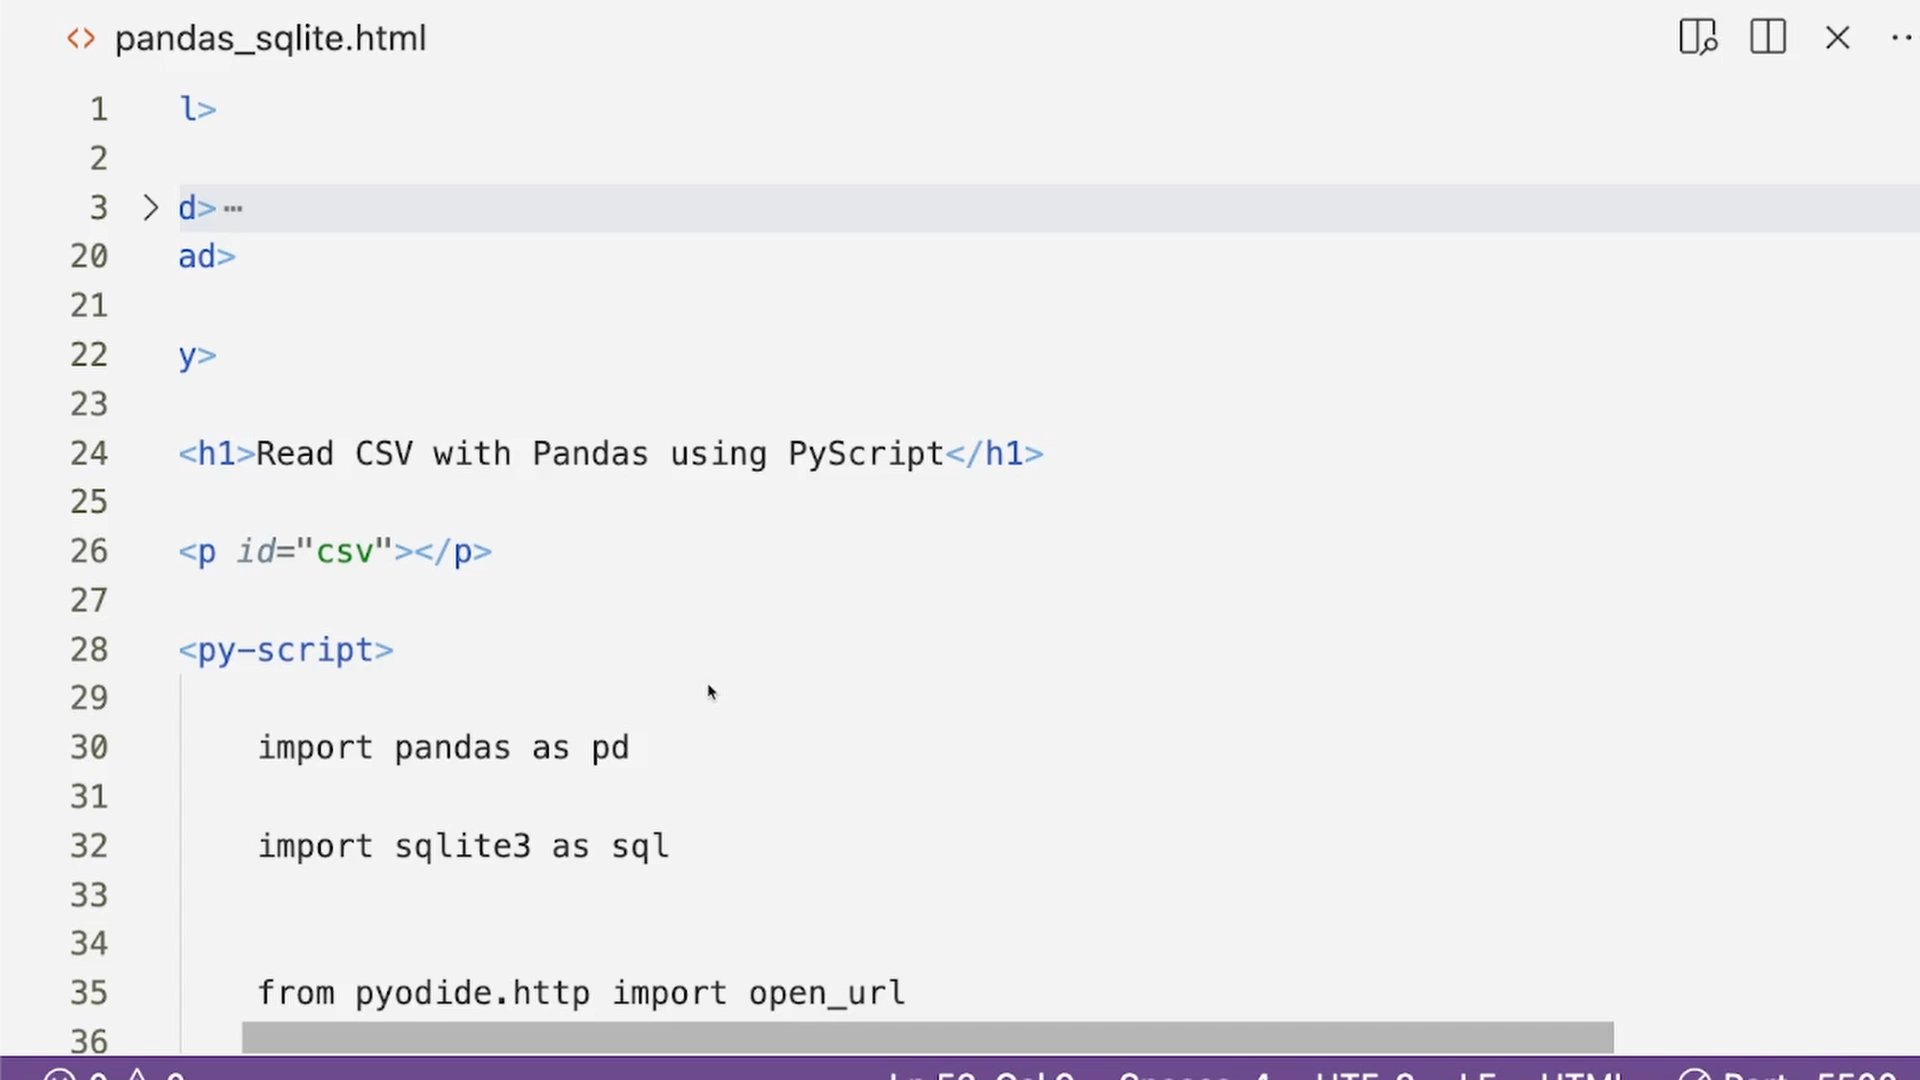 <> pandas_sqlite.html
1 l>
2
3 > d>…
20 ad>
21
22 y>
23
24 <h1>Read CSV with Pandas using PyScript</h1>
25
26 <p id="csv"></p>
27
28 <py-script>
29
30 import pandas as pd
31
32 import sqlite3 as sql
33
34
35 from pyodide.http import open_url
36